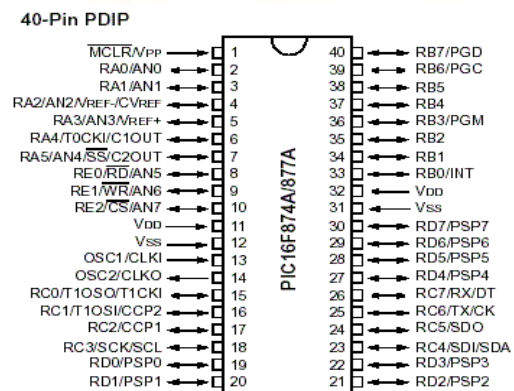 40-Pin PDIP
MCLR/VPP 1 40 RB7/PGD
RA0/AN0 2 39 RB6/PGC
RA1/AN1 3 38 RB5
RA2/AN2/VREF-/CVREF 4 37 RB4
RA3/AN3/VREF+ 5 36 RB3/PGM
RA4/T0CKI/C1OUT 6 35 RB2
RA5/AN4/SS/C2OUT 7 34 RB1
RE0/RD/AN5 8 33 RB0/INT
RE1/WR/AN6 9 32 VDD
RE2/CS/AN7 10 31 VSS
VDD 11 30 RD7/PSP7
VSS 12 29 RD6/PSP6
OSC1/CLKI 13 28 RD5/PSP5
OSC2/CLKO 14 27 RD4/PSP4
RC0/T1OSO/T1CKI 15 26 RC7/RX/DT
RC1/T1OSI/CCP2 16 25 RC6/TX/CK
RC2/CCP1 17 24 RC5/SDO
RC3/SCK/SCL 18 23 RC4/SDI/SDA
RD0/PSP0 19 22 RD3/PSP3
RD1/PSP1 20 21 RD2/PSP2
PIC16F874A/877A